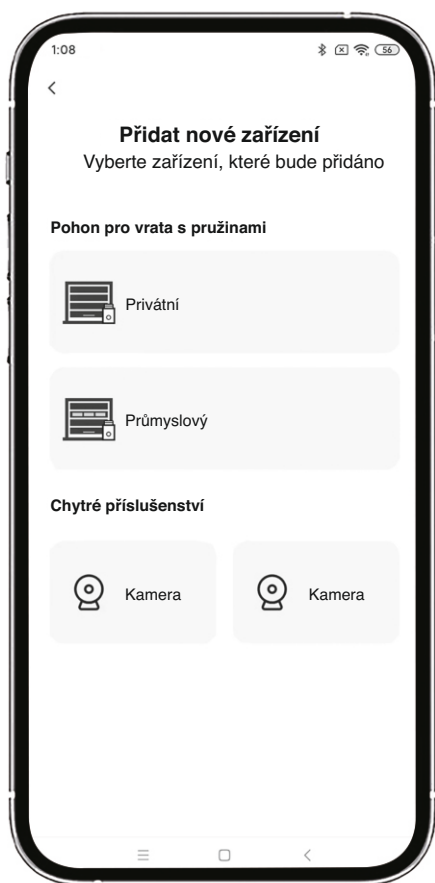 1:08
56
Přidat nové zařízení
Vyberte zařízení, které bude přidáno
Pohon pro vrata s pružinami
Privátní
Průmyslový
Chytré příslušenství
Kamera
Kamera